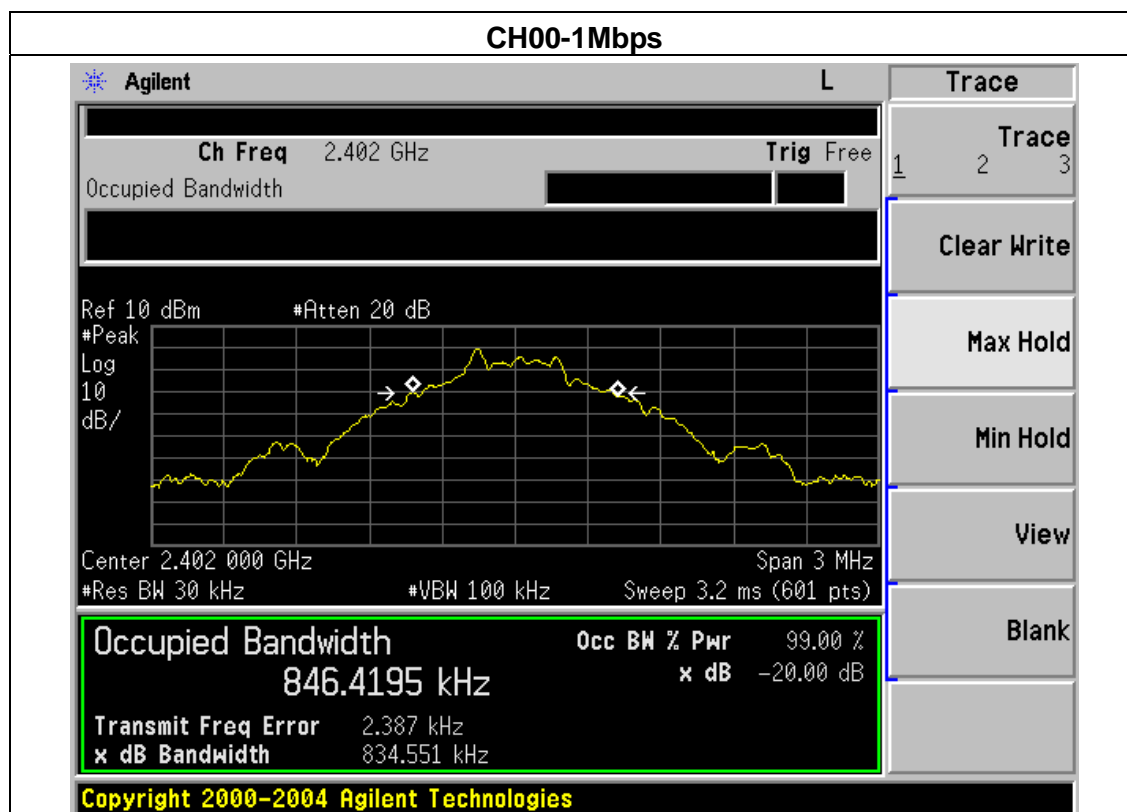 CH00-1Mbps
Agilent L Trace
Ch Freq 2.402 GHz Trig Free
Occupied Bandwidth
Trace
1 2 3
Clear Write
Max Hold
Min Hold
View
Blank
Ref 10 dBm #Atten 20 dB
#Peak
Log
10
dB/
Center 2.402 000 GHz Span 3 MHz
#Res BW 30 kHz #VBW 100 kHz Sweep 3.2 ms (601 pts)
Occupied Bandwidth Occ BW % Pwr 99.00 %
846.4195 kHz x dB -20.00 dB
Transmit Freq Error 2.387 kHz
x dB Bandwidth 834.551 kHz
Copyright 2000-2004 Agilent Technologies